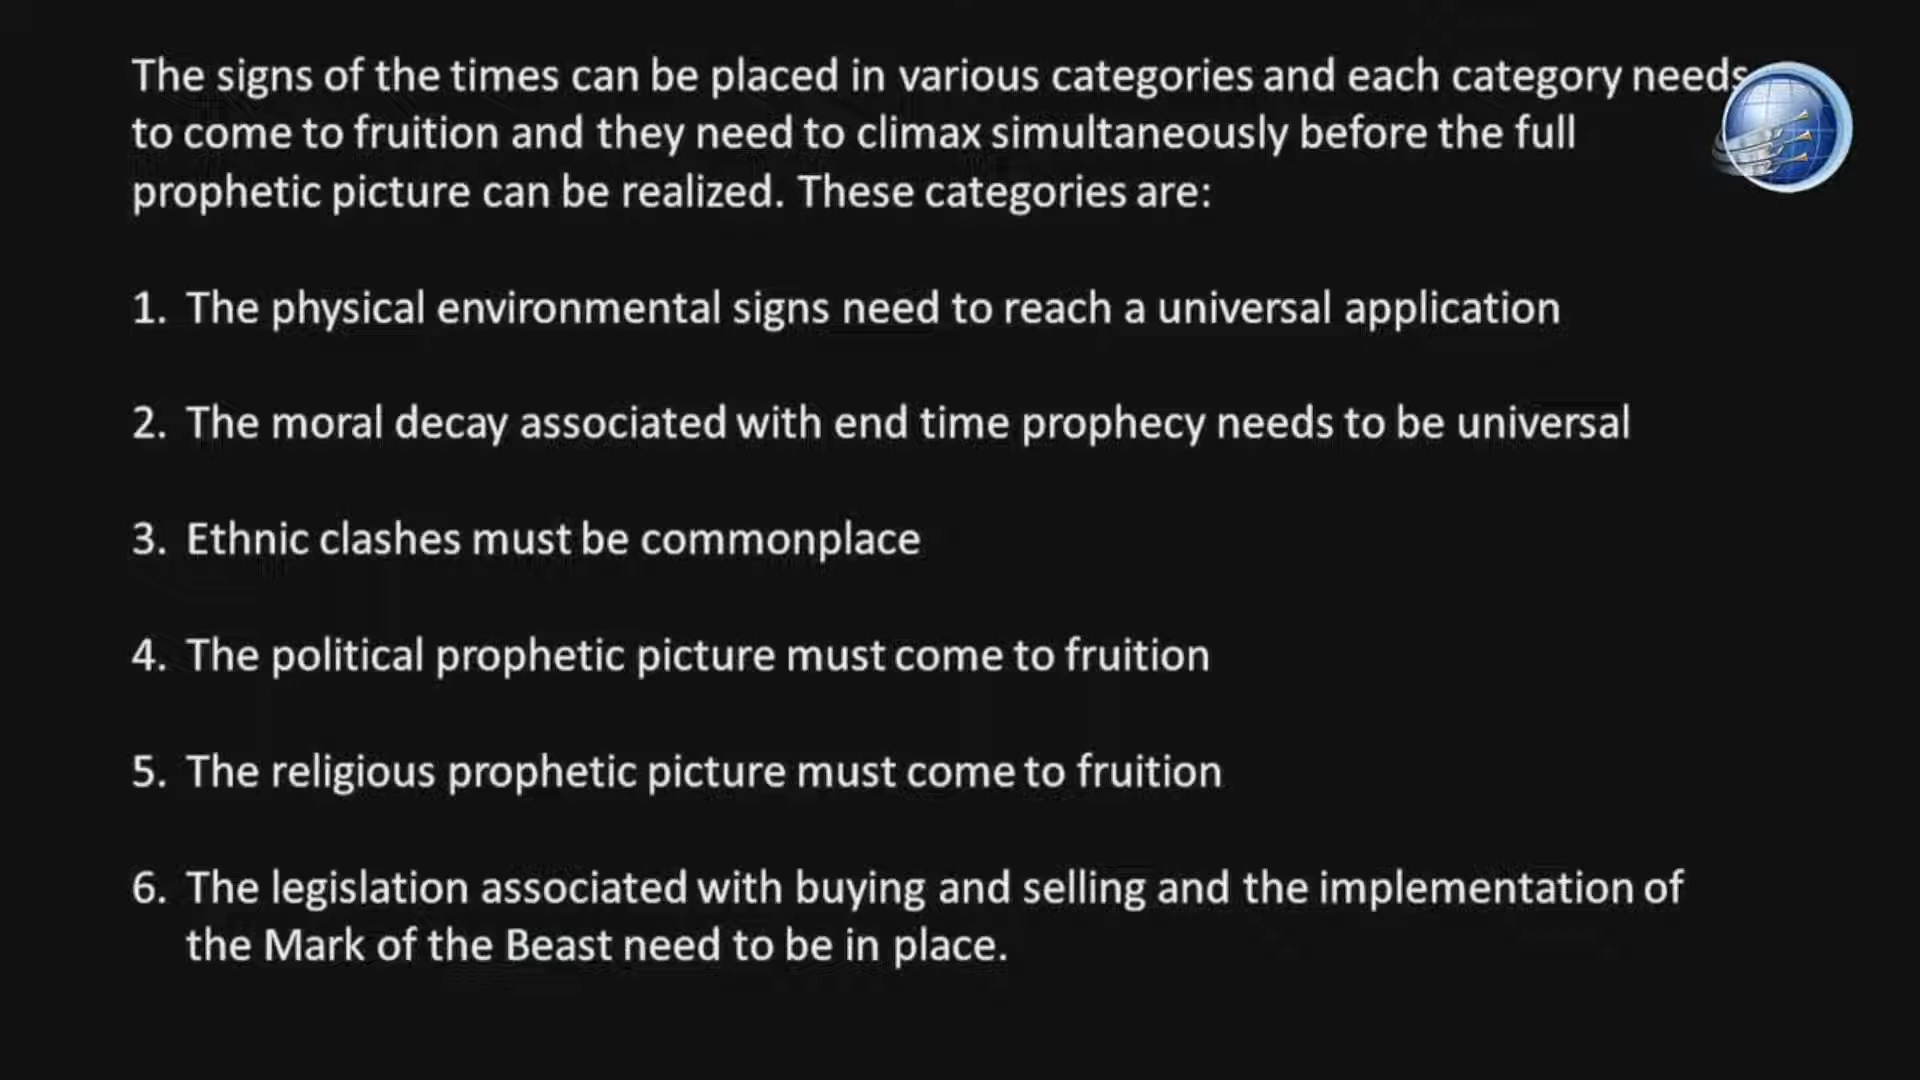 The signs of the times can be placed in various categories and each category needs
to come to fruition and they need to climax simultaneously before the full
prophetic picture can be realized. These categories are:
1. The physical environmental signs need to reach a universal application
2. The moral decay associated with end time prophecy needs to be universal
3. Ethnic clashes must be commonplace
4. The political prophetic picture must come to fruition
5. The religious prophetic picture must come to fruition
6. The legislation associated with buying and selling and the implementation of
the Mark of the Beast need to be in place.